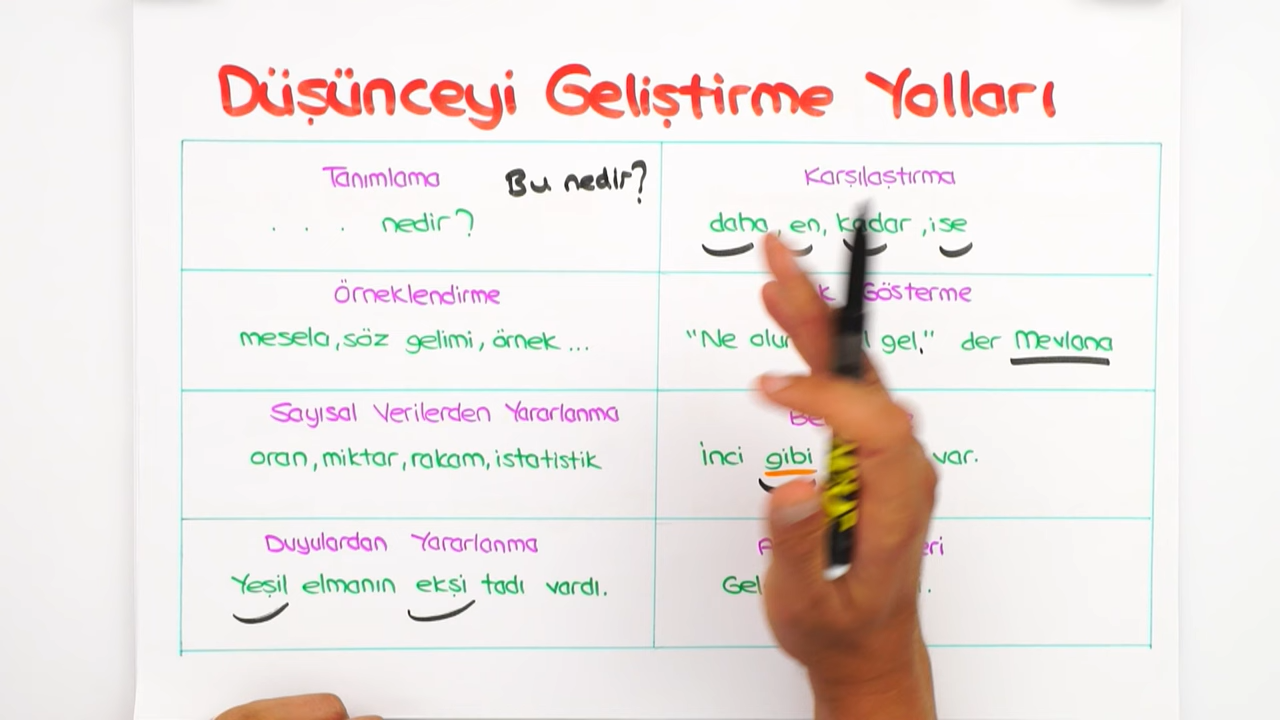 Düşünceyi Geliştirme Yolları
Tanımlama
Bu nedir?
. . . nedir?
Karşılaştırma
daha, en, kadar, ise
Örneklendirme
mesela, söz gelimi, örnek ...
Gösterme
"Ne gel," der Mevlana
Sayısal Verilerden Yararlanma
oran, miktar, rakam, istatistik
İnci gibi var.
Duyulardan Yararlanma
Yeşil elmanın ekşi tadı vardı.